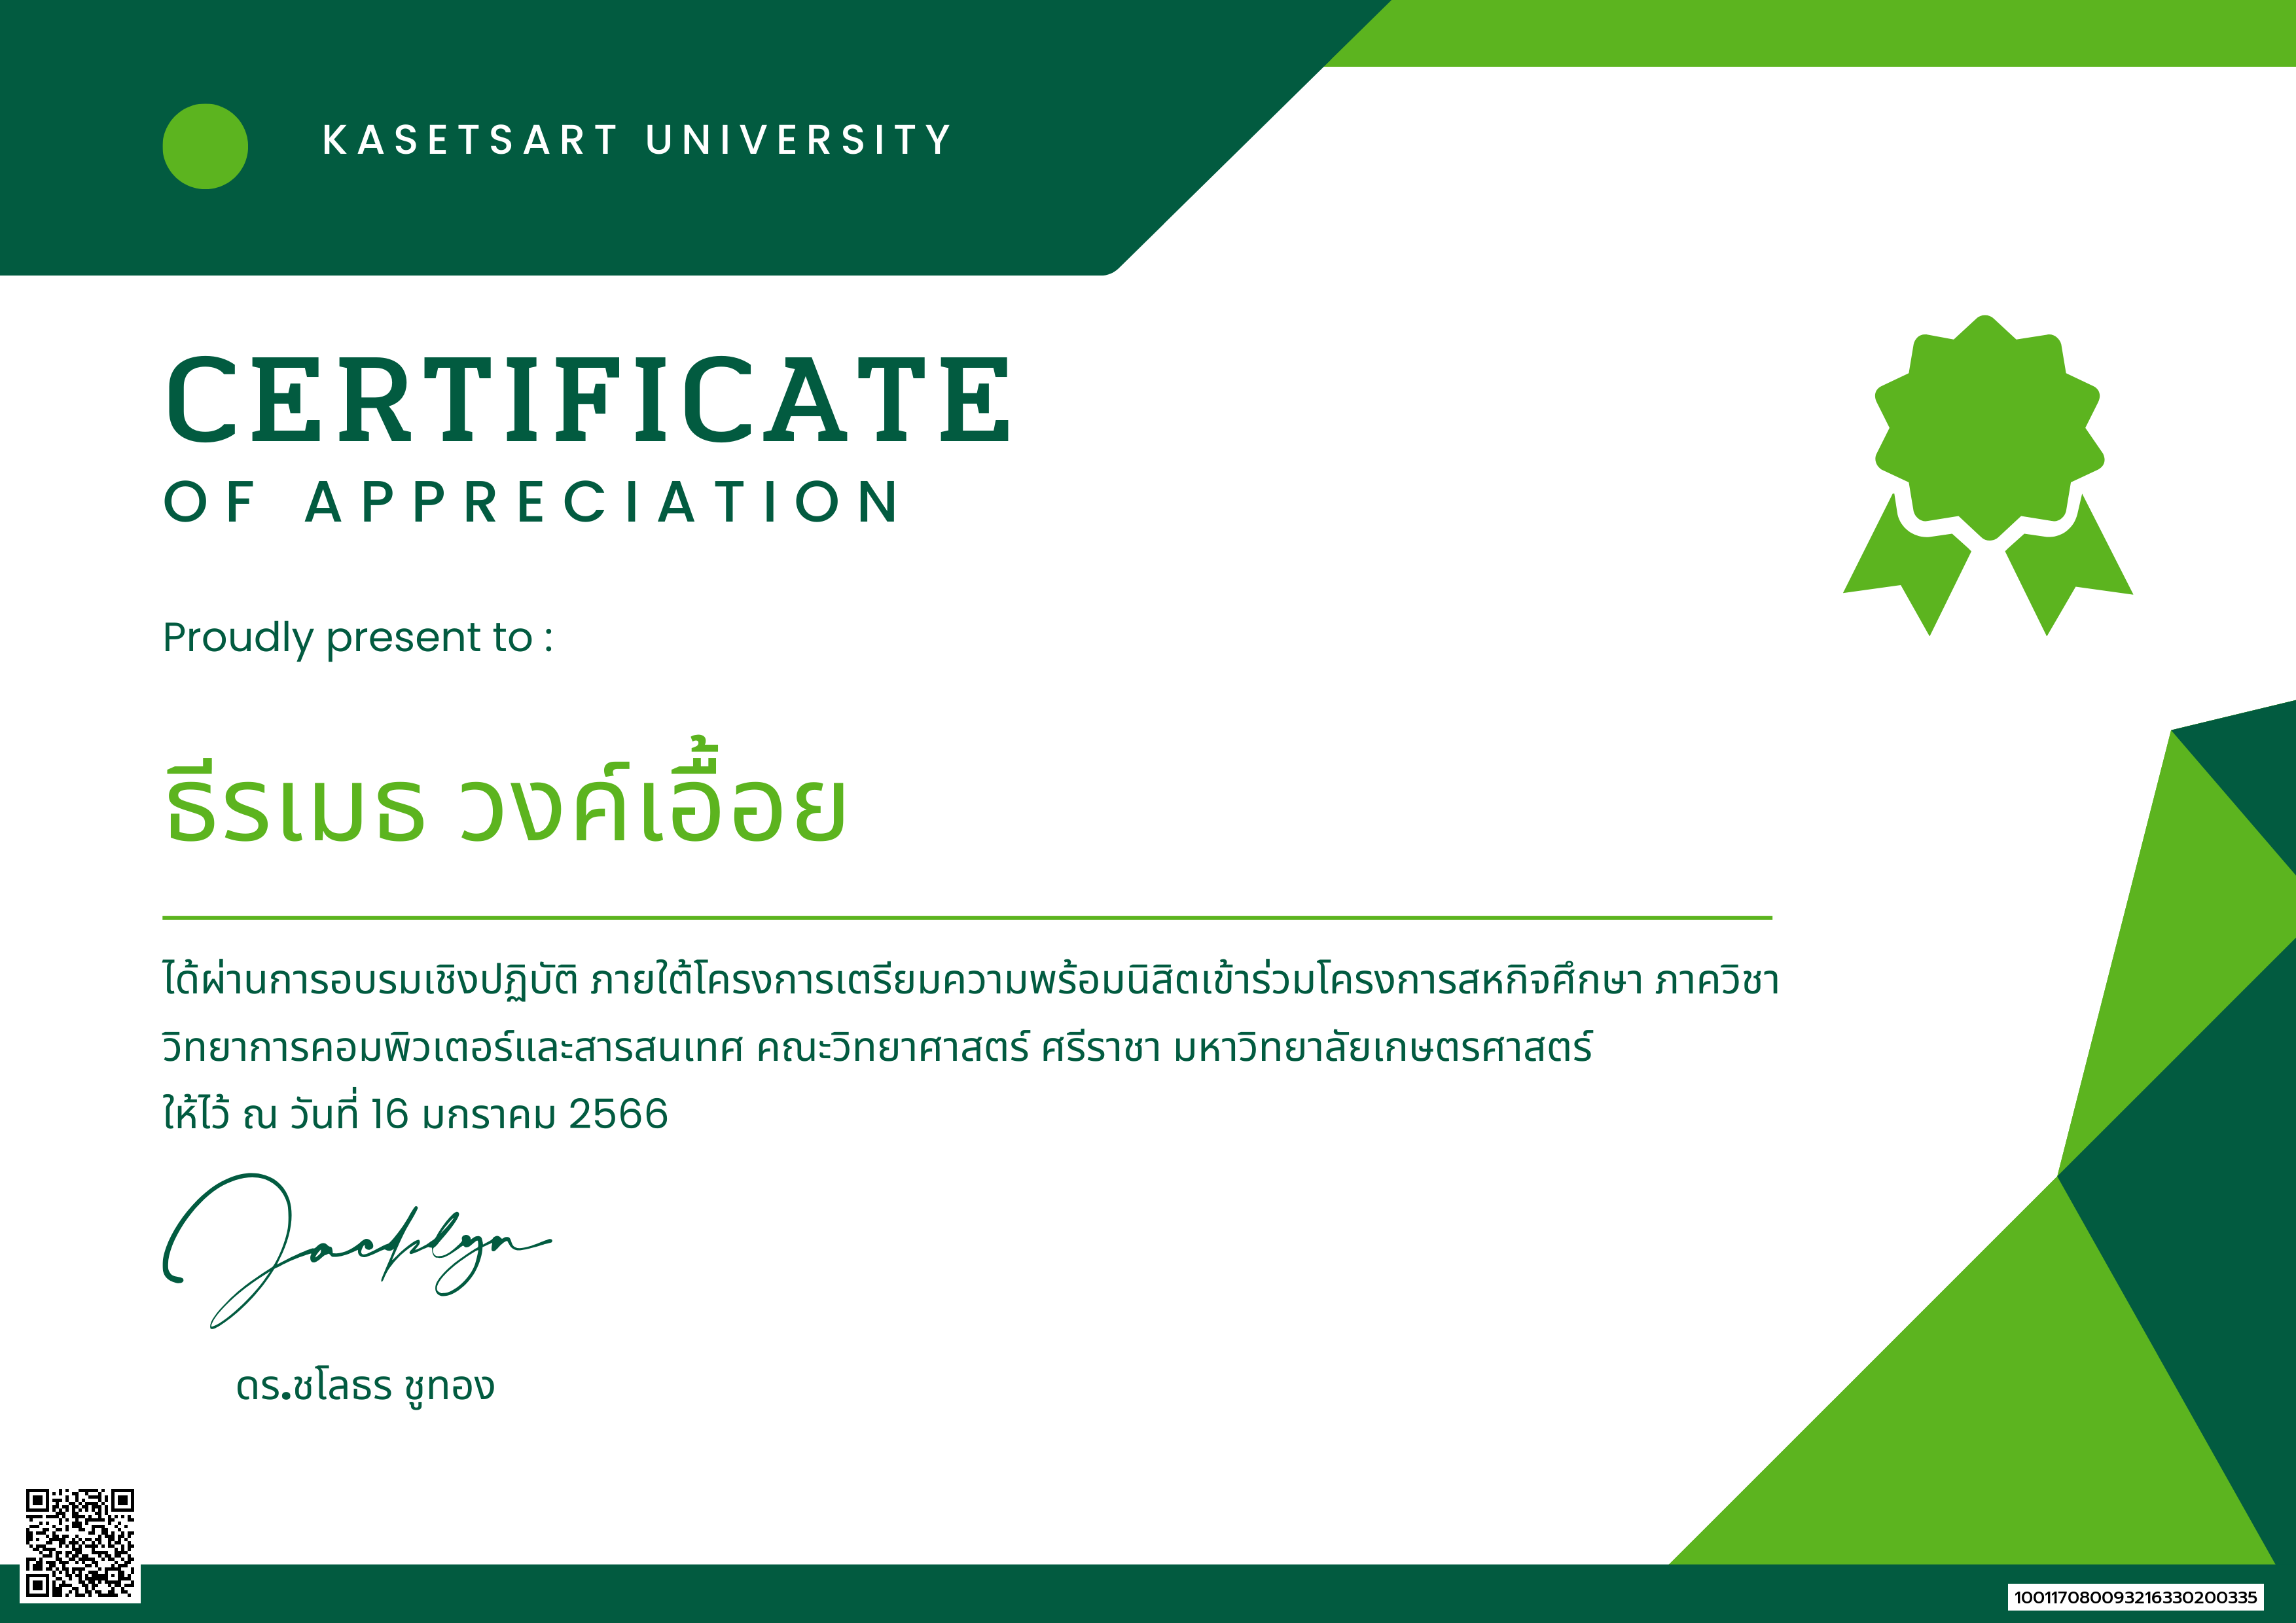 KASETSART UNIVERSITY
CERTIFICATE
OF APPRECIATION
Proudly present to :
ธีรเมธ วงค์เอื้อย
ได้ผ่านการอบรมเชิงปฏิบัติ ภายใต้โครงการเตรียมความพร้อมนิสิตเข้าร่วมโครงการสหกิจศึกษา ภาควิชา
วิทยาการคอมพิวเตอร์และสารสนเทศ คณะวิทยาศาสตร์ ศรีราชา มหาวิทยาลัยเกษตรศาสตร์
ให้ไว้ ณ วันที่ 16 มกราคม 2566
Jacklyn
ดร.ชโลธร ชูทอง
1001170800932163302​00335